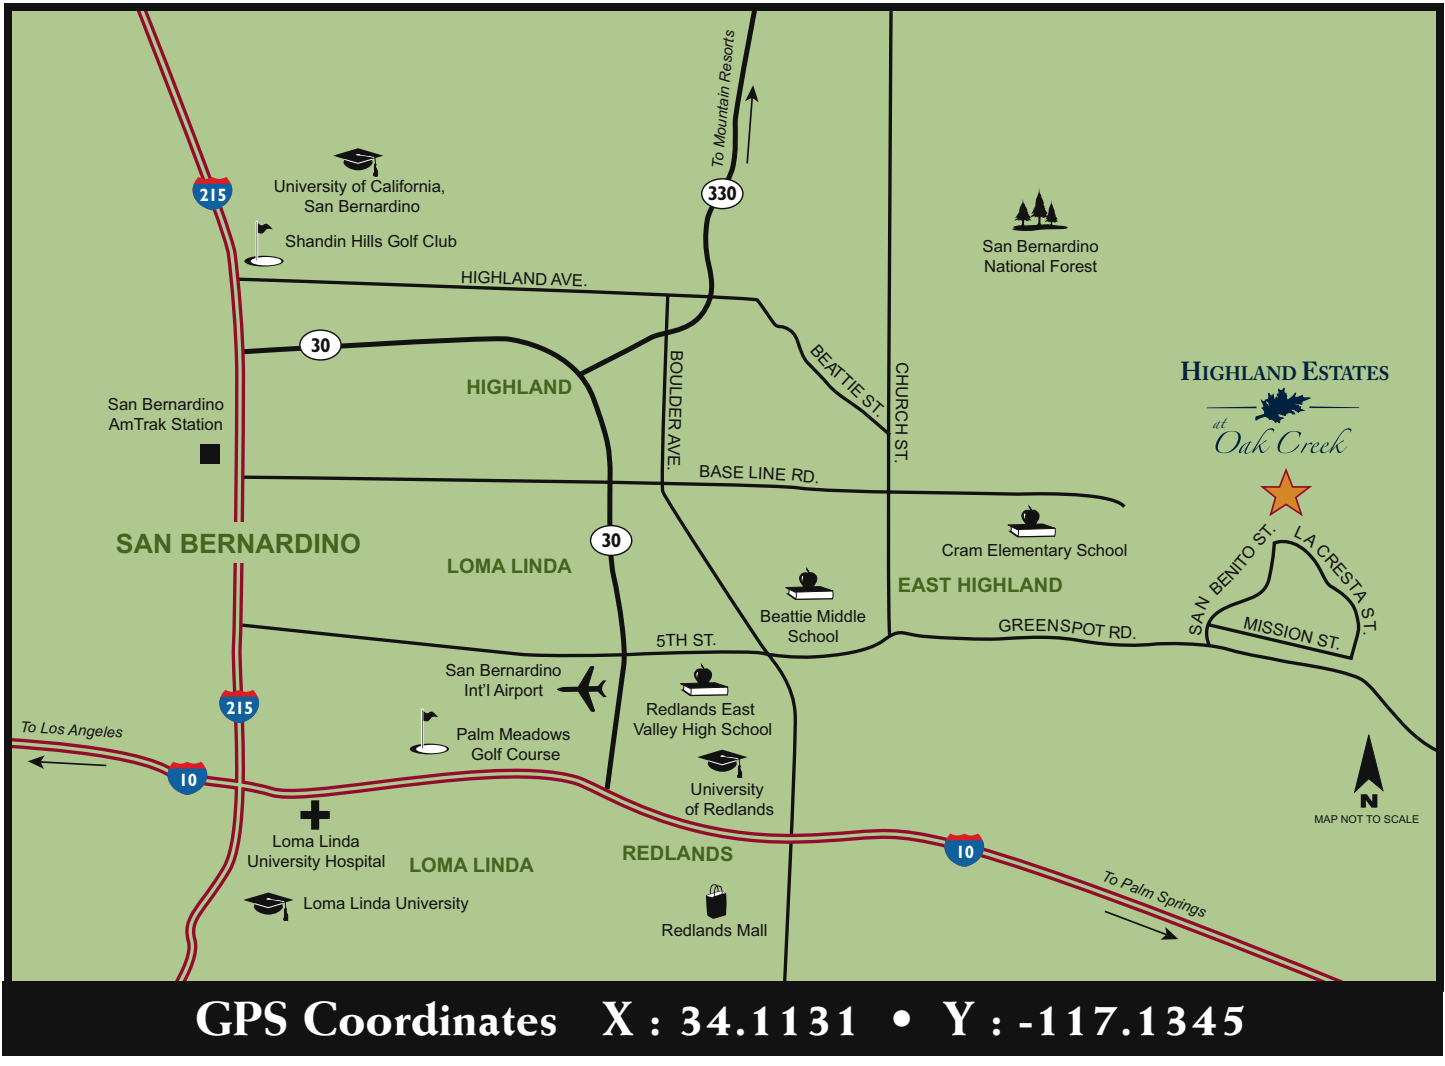 To Mountain Resorts
215
University of California,
San Bernardino
330
Shandin Hills Golf Club
San Bernardino
National Forest
HIGHLAND AVE.
30
BOULDER AVE.
BEATTIE ST.
CHURCH ST.
HIGHLAND
HIGHLAND ESTATES
at
Oak Creek
San Bernardino
AmTrak Station
BASE LINE RD.
SAN BERNARDINO
30
LOMA LINDA
Cram Elementary School
EAST HIGHLAND
Beattie Middle
School
SAN BENITO ST.
LA CRESTA ST.
MISSION ST.
GREENSPOT RD.
5TH ST.
San Bernardino
Int'l Airport
215
Redlands East
Valley High School
To Los Angeles
Palm Meadows
Golf Course
10
University
of Redlands
N
MAP NOT TO SCALE
Loma Linda
University Hospital
LOMA LINDA
REDLANDS
10
To Palm Springs
Loma Linda University
Redlands Mall
GPS Coordinates X : 34.1131 • Y : -117.1345